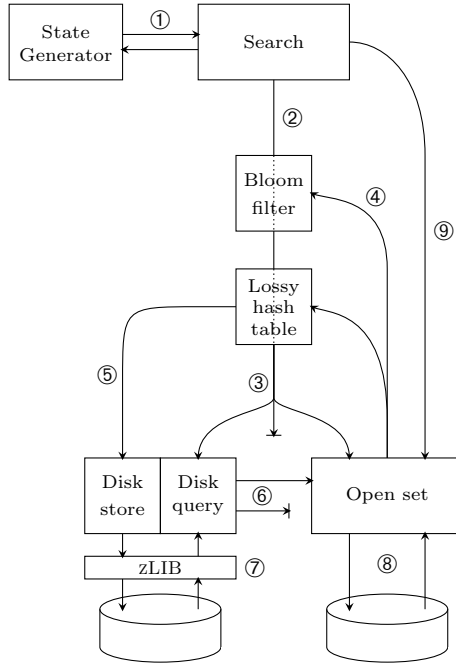 State
Generator
①
Search
②
Bloom
filter
④
⑨
Lossy
hash
table
⑤
③
Disk
store
Disk
query
⑥
Open set
zLIB
⑦
⑧